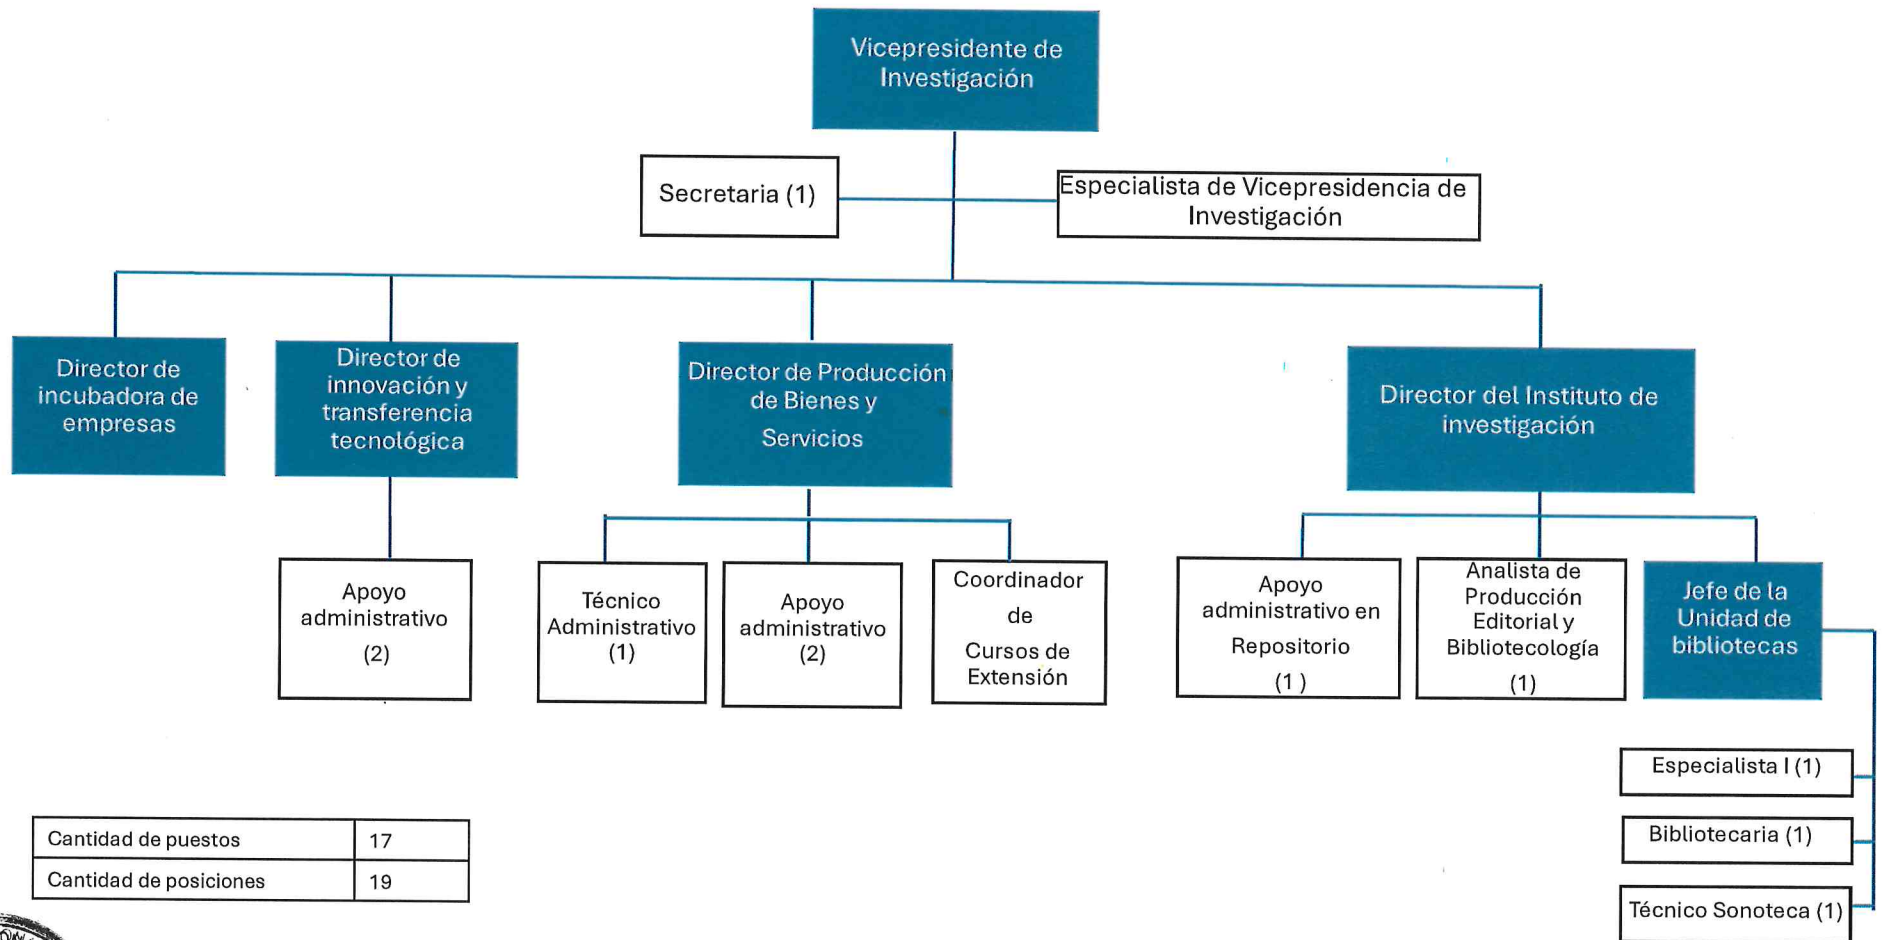 Vicepresidente de
Investigación
Secretaria (1)
Especialista de Vicepresidencia de
Investigación
Director de
incubadora de
empresas
Director de
innovación y
transferencia
tecnológica
Director de Producción
de Bienes y
Servicios
Director del Instituto de
investigación
Apoyo
administrativo
(2)
Técnico
Administrativo
(1)
Apoyo
administrativo
(2)
Coordinador
de
Cursos de
Extensión
Apoyo
administrativo en
Repositorio
(1 )
Analista de
Producción
Editorial y
Bibliotecología
(1)
Jefe de la
Unidad de
bibliotecas
Especialista I (1)
Bibliotecaria (1)
Técnico Sonoteca (1)
Cantidad de puestos 17
Cantidad de posiciones 19